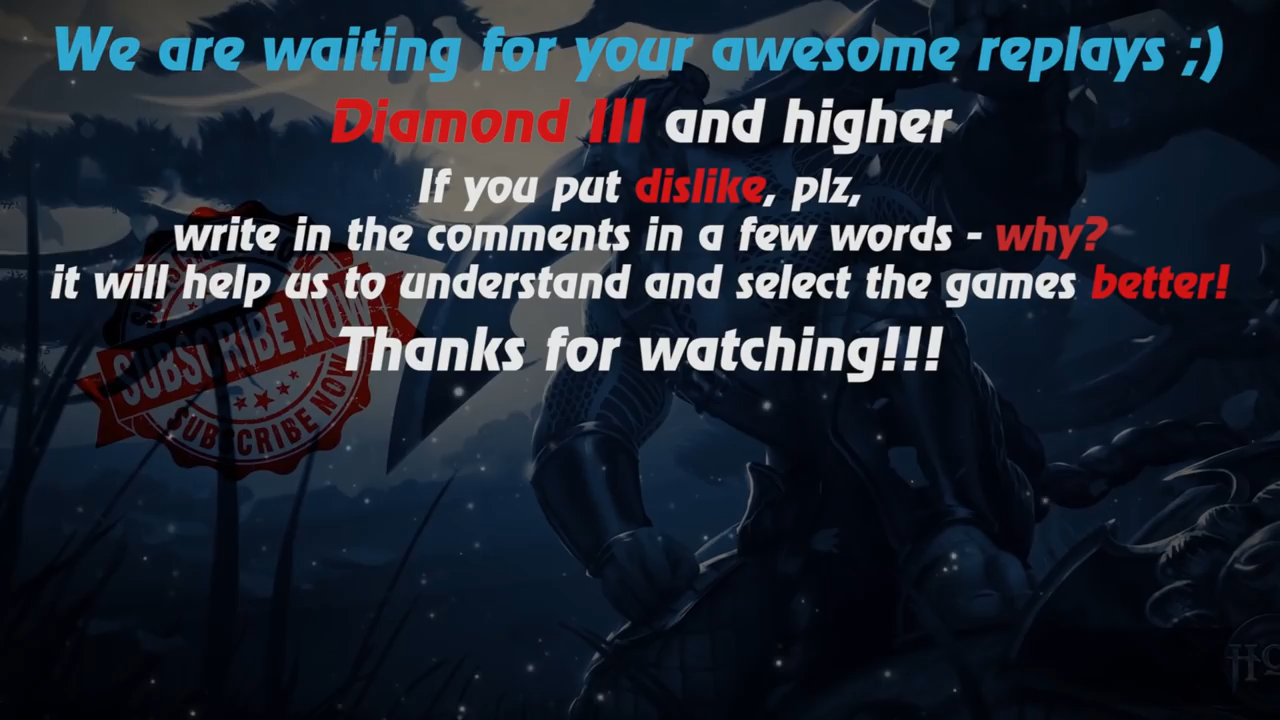 We are waiting for your awesome replays ;)
Diamond III and higher
If you put dislike, plz,
write in the comments in a few words - why?
it will help us to understand and select the games better!
Thanks for watching!!!
SUBSCRIBE NOW
SUBSCRIBE NOW